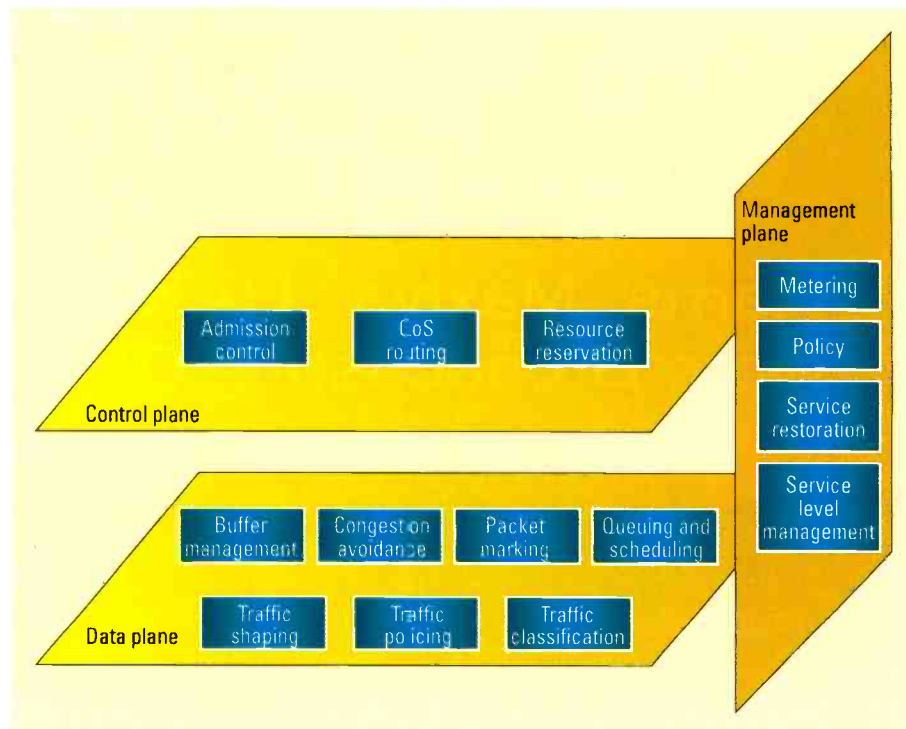 Management
plane
Metering
Policy
Service
restoration
Service
level
management
Admission
control
CoS
routing
Resource
reservation
Control plane
Buffer
management
Congestion
avoidance
Packet
marking
Queuing and
scheduling
Traffic
shaping
Traffic
policing
Traffic
classification
Data plane